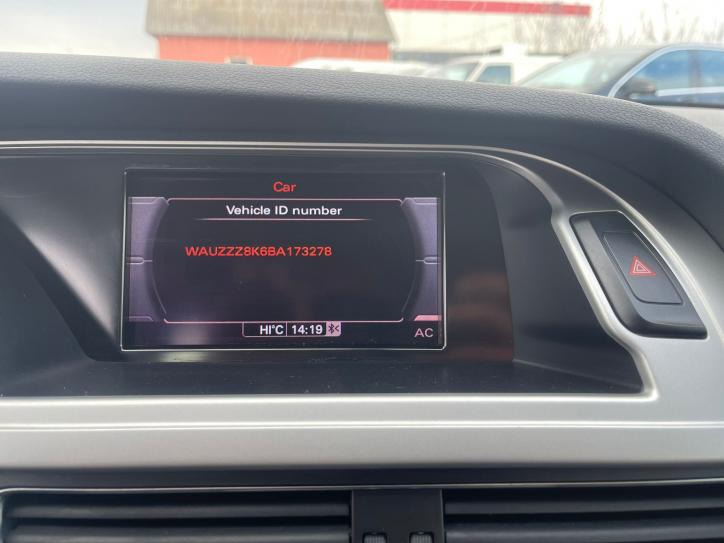 Car
Vehicle ID number
WAUZZZ8K6BA173278
HI°C 14:19
AC